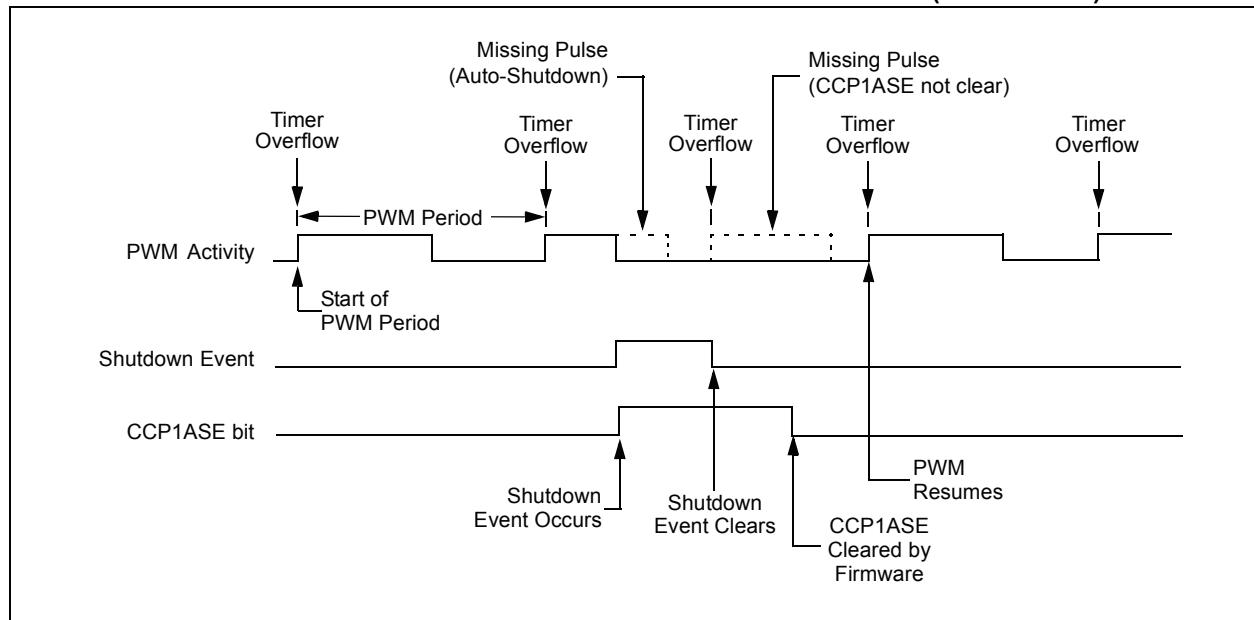 Missing Pulse
(Auto-Shutdown)
Missing Pulse
(CCP1ASE not clear)
Timer
Overflow
Timer
Overflow
Timer
Overflow
Timer
Overflow
Timer
Overflow
PWM Period
PWM Activity
Start of
PWM Period
Shutdown Event
CCP1ASE bit
Shutdown
Event Occurs
Shutdown
Event Clears
PWM
Resumes
CCP1ASE
Cleared by
Firmware